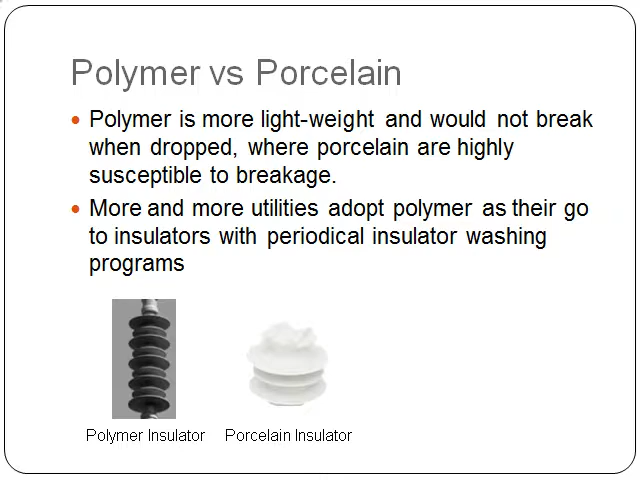 Polymer vs Porcelain
• Polymer is more light-weight and would not break
when dropped, where porcelain are highly
susceptible to breakage.
• More and more utilities adopt polymer as their go
to insulators with periodical insulator washing
programs
Polymer Insulator Porcelain Insulator